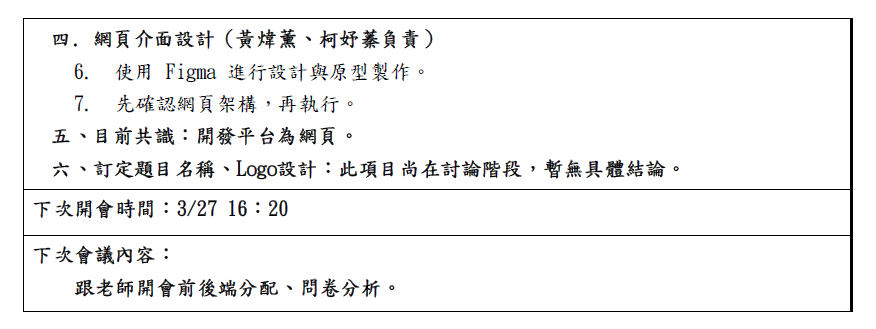 四. 網頁介面設計（黃煒薰、柯妤蓁負責）
6. 使用 Figma 進行設計與原型製作。
7. 先確認網頁架構，再執行。
五、目前共識：開發平台為網頁。
六、訂定題目名稱、Logo設計：此項目尚在討論階段，暫無具體結論。
下次開會時間：3/27 16：20
下次會議內容：
跟老師開會前後端分配、問卷分析。